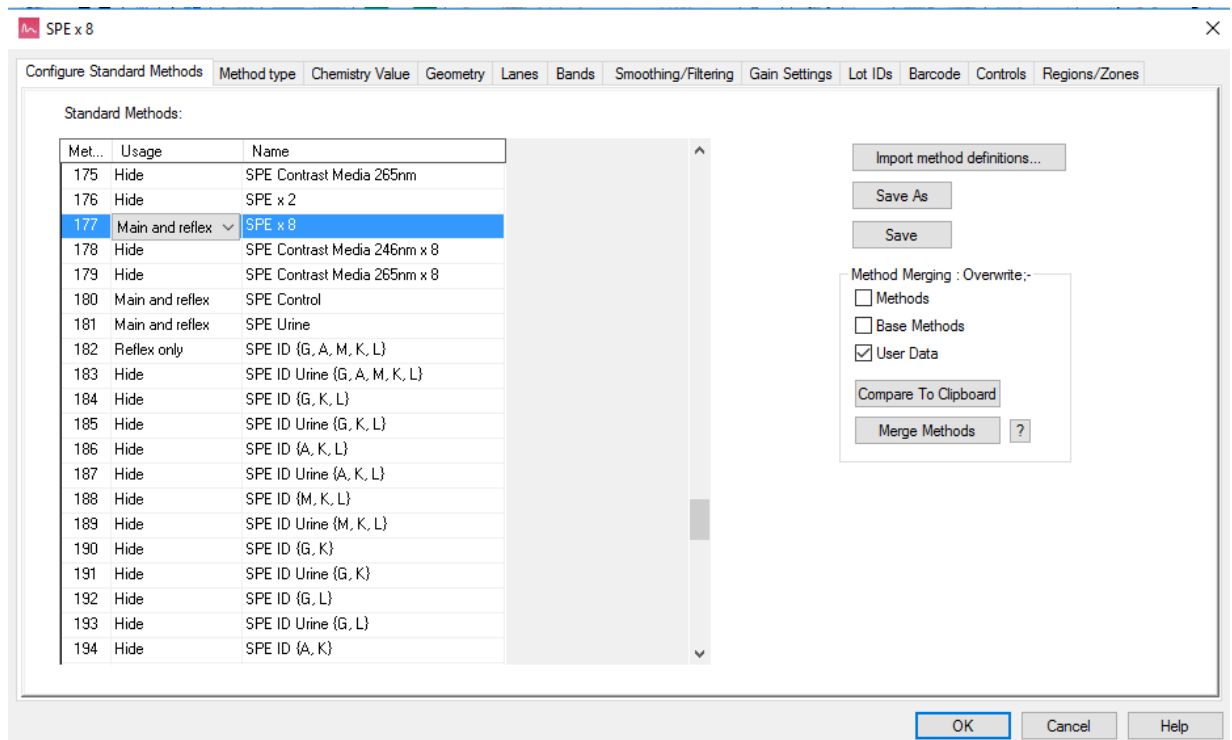 SPE x 8
Configure Standard Methods Method type Chemistry Value Geometry Lanes Bands Smoothing/Filtering Gain Settings Lot IDs Barcode Controls Regions/Zones
Standard Methods:
Met... Usage Name
175 Hide SPE Contrast Media 265nm
176 Hide SPE x 2
177 Main and reflex SPE x 8
178 Hide SPE Contrast Media 246nm x 8
179 Hide SPE Contrast Media 265nm x 8
180 Main and reflex SPE Control
181 Main and reflex SPE Urine
182 Reflex only SPE ID {G, A, M, K, L}
183 Hide SPE ID Urine {G, A, M, K, L}
184 Hide SPE ID {G, K, L}
185 Hide SPE ID Urine {G, K, L}
186 Hide SPE ID {A, K, L}
187 Hide SPE ID Urine {A, K, L}
188 Hide SPE ID {M, K, L}
189 Hide SPE ID Urine {M, K, L}
190 Hide SPE ID {G, K}
191 Hide SPE ID Urine {G, K}
192 Hide SPE ID {G, L}
193 Hide SPE ID Urine {G, L}
194 Hide SPE ID {A, K}
Import method definitions...
Save As
Save
Method Merging : Overwrite;-
Methods
Base Methods
User Data
Compare To Clipboard
Merge Methods ?
OK Cancel Help